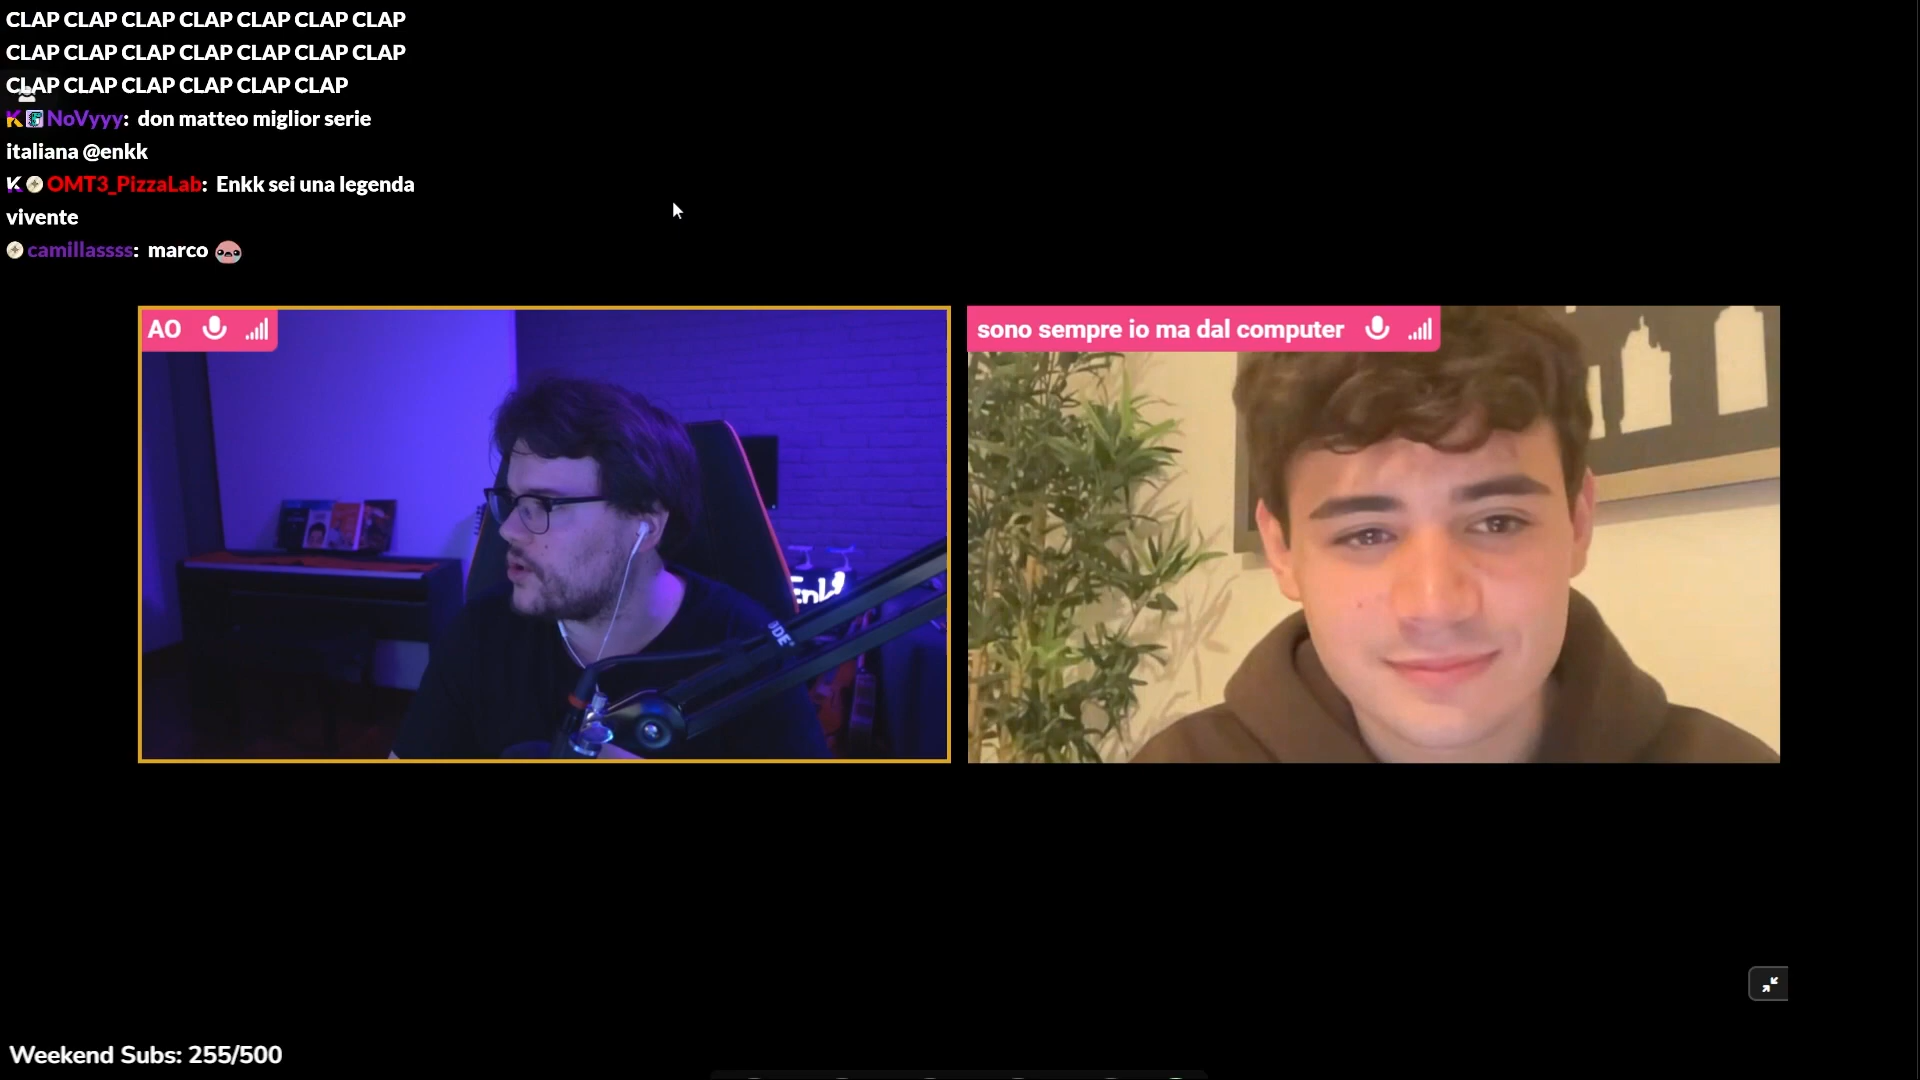 CLAP CLAP CLAP CLAP CLAP CLAP CLAP
CLAP CLAP CLAP CLAP CLAP CLAP CLAP
CLAP CLAP CLAP CLAP CLAP CLAP
NoVyyy: don matteo miglior serie
italiana @enkk
OMT3_PizzaLab: Enkk sei una legenda
vivente
camillassss: marco
AO
sono sempre io ma dal computer
Enkk
RODE
Weekend Subs: 255/500